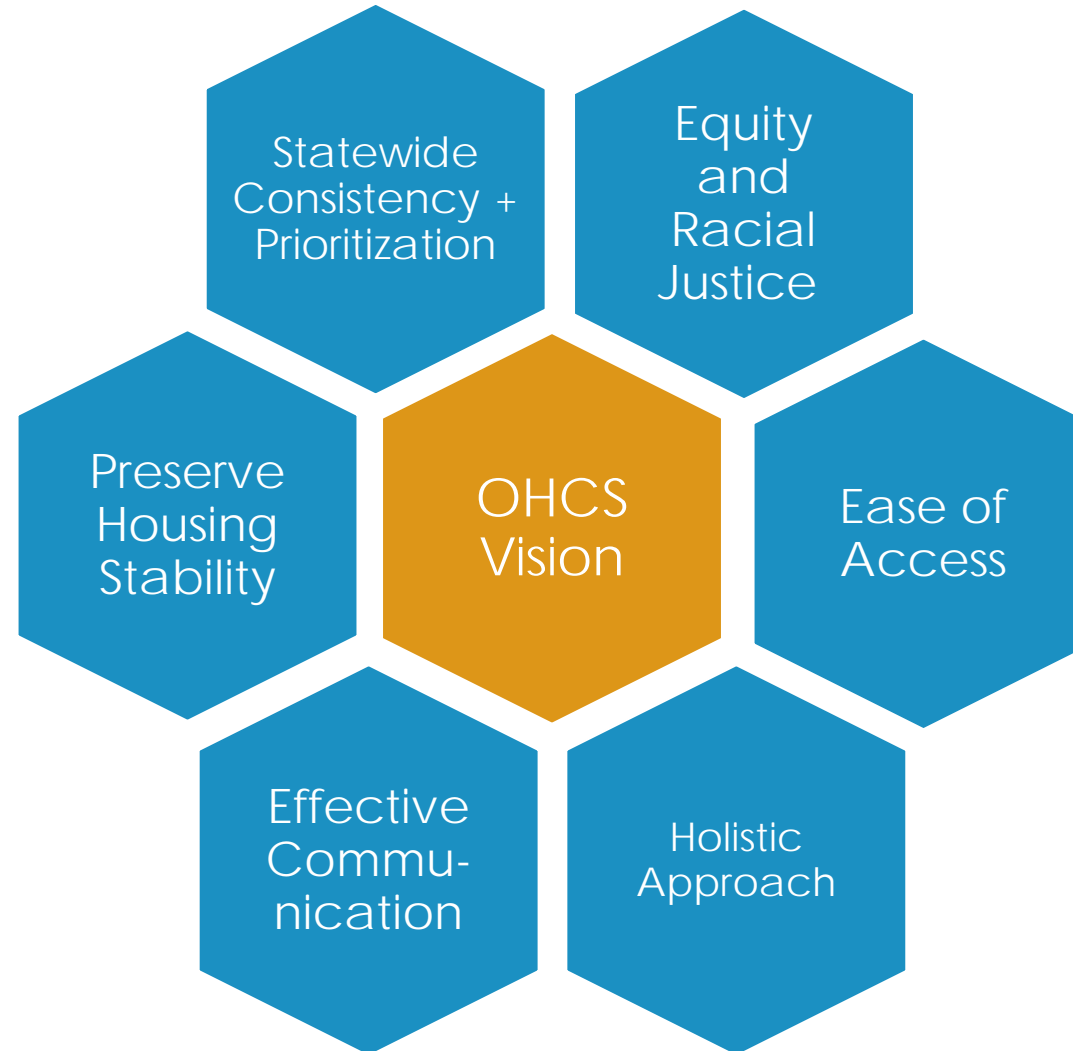 Statewide
Consistency +
Prioritization
Equity
and
Racial
Justice
Preserve
Housing
Stability
OHCS
Vision
Ease of
Access
Effective
Commu-
nication
Holistic
Approach